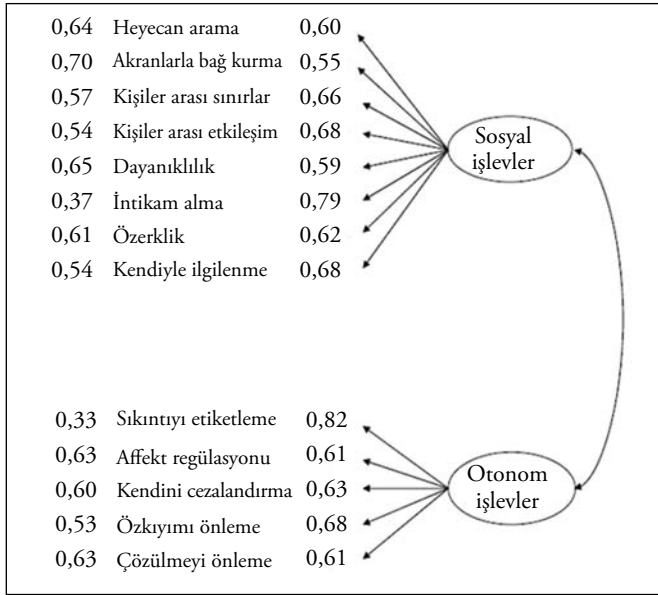 0,64 Heyecan arama 0,60
0,70 Akranlarla bağ kurma 0,55
0,57 Kişiler arası sınırlar 0,66
0,54 Kişiler arası etkileşim 0,68
0,65 Dayanıklılık 0,59
0,37 İntikam alma 0,79
0,61 Özerklik 0,62
0,54 Kendiyle ilgilenme 0,68
Sosyal
işlevler
0,33 Sıkıntıyı etiketleme 0,82
0,63 Affekt regülasyonu 0,61
0,60 Kendini cezalandırma 0,63
0,53 Özkıyımı önleme 0,68
0,63 Çözülmeyi önleme 0,61
Otonom
işlevler